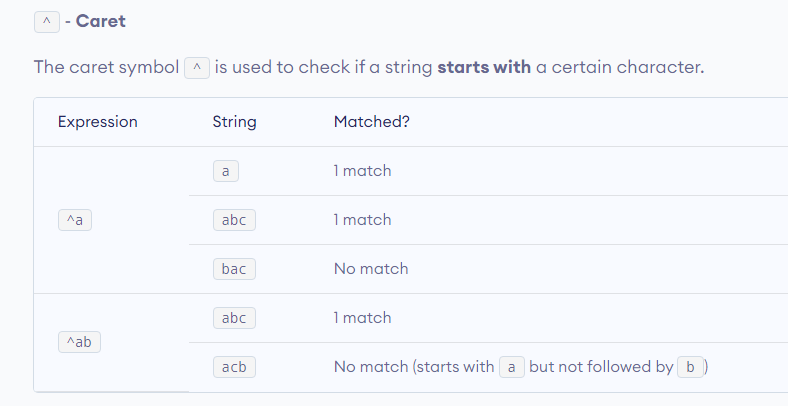 ^ - Caret
The caret symbol ^ is used to check if a string starts with a certain character.
Expression String Matched?
a 1 match
^a abc 1 match
bac No match
abc 1 match
^ab
acb No match (starts with a but not followed by b )